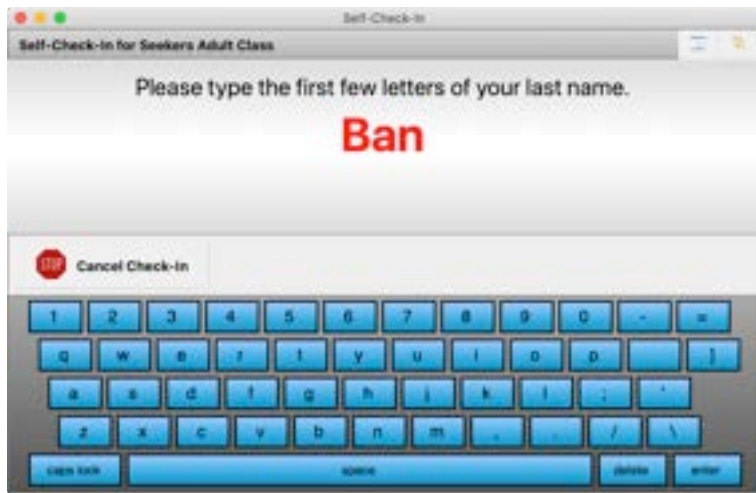 Self-Check-In
Self-Check-In for Seekers Adult Class
Please type the first few letters of your last name.
Ban
STOP Cancel Check-In
1 2 3 4 5 6 7 8 9 0 - =
q w e r t y u i o p ]
a s d f g h j k l ; '
z x c v b n m , . / \
caps lock space delete enter